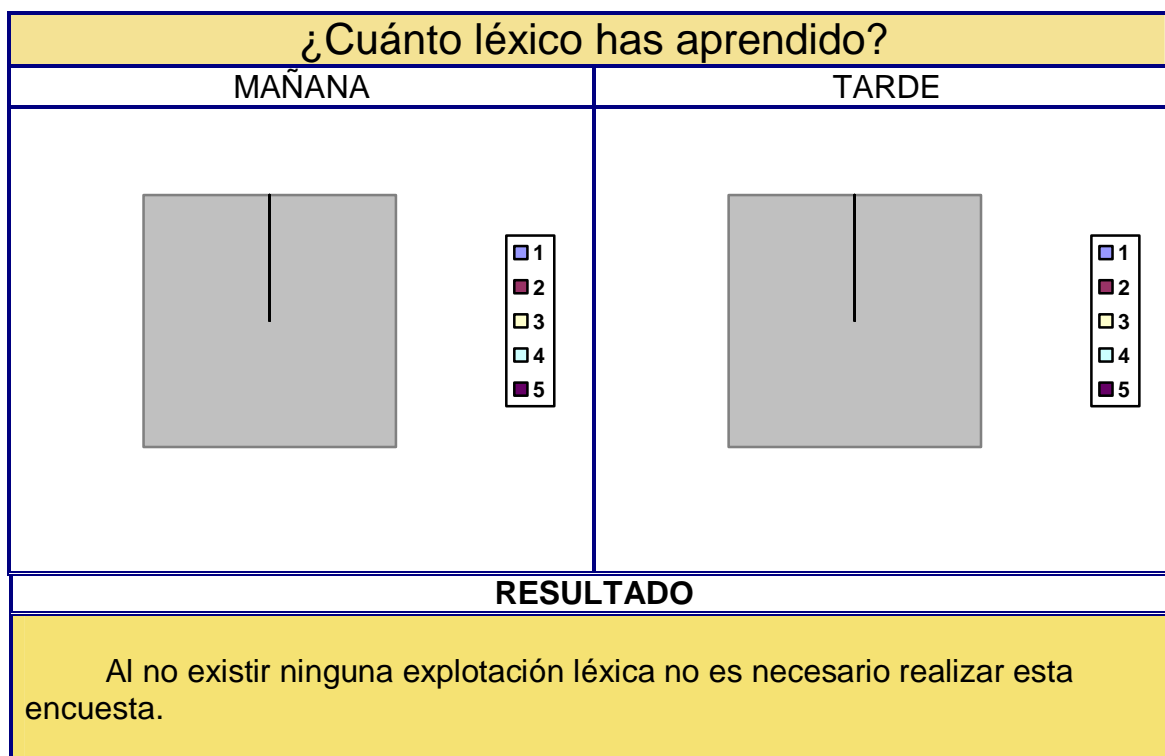 ¿Cuánto léxico has aprendido?
MAÑANA
TARDE
1
2
3
4
5
1
2
3
4
5
RESULTADO
Al no existir ninguna explotación léxica no es necesario realizar esta
encuesta.